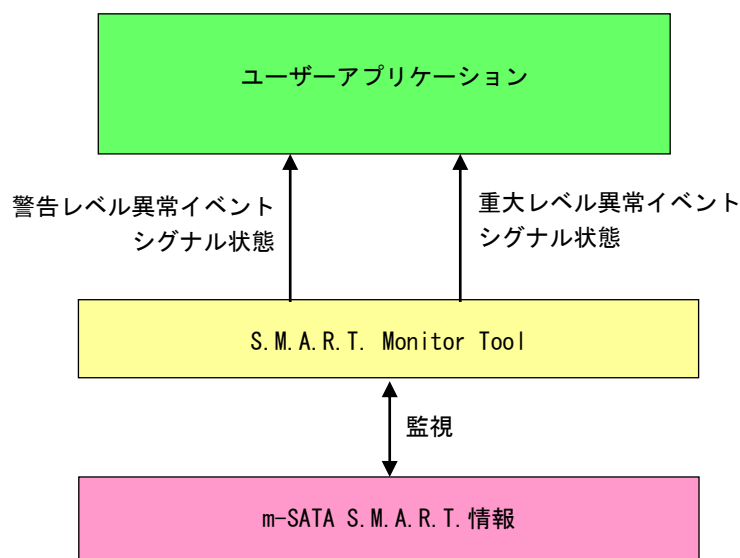 ユーザーアプリケーション
警告レベル異常イベント
シグナル状態
重大レベル異常イベント
シグナル状態
S.M.A.R.T. Monitor Tool
監視
m-SATA S.M.A.R.T.情報